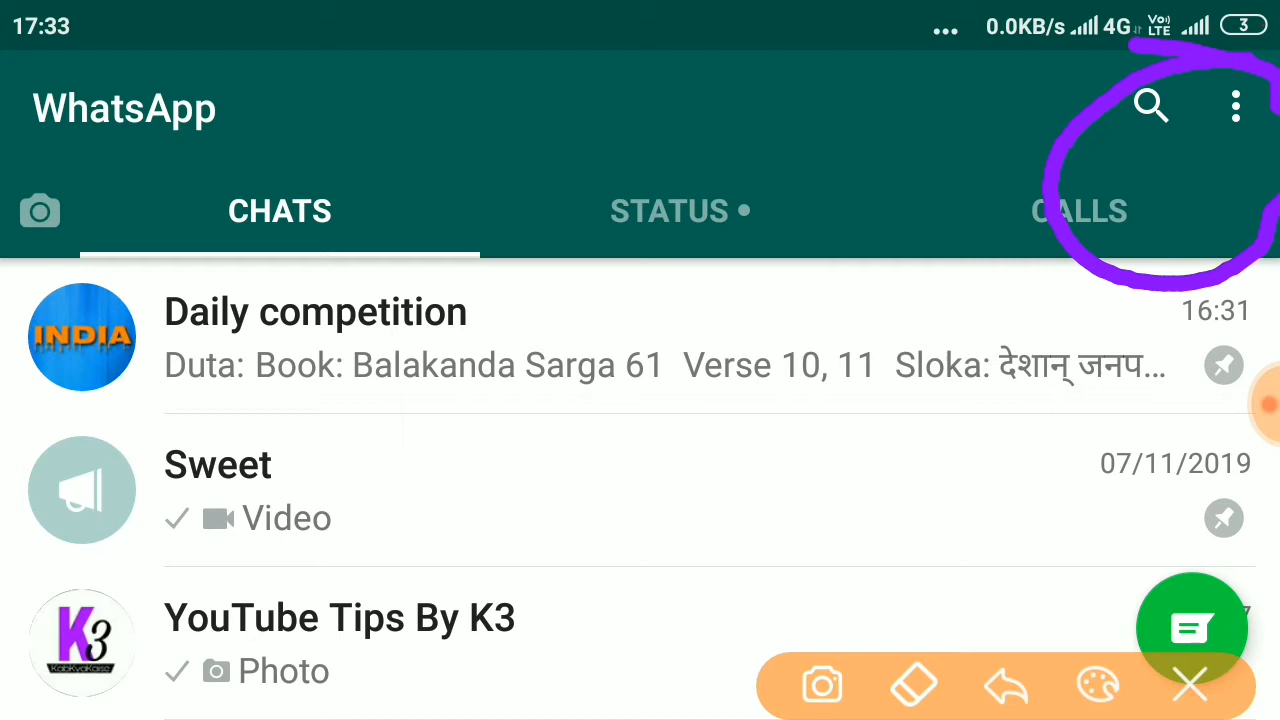 17:33 ... 0.0KB/s 4G Vo) LTE 3
WhatsApp
CHATS STATUS CALLS
INDIA
Daily competition 16:31
Duta: Book: Balakanda Sarga 61 Verse 10, 11 Sloka: देशान् जनप...
Sweet 07/11/2019
Video
K3
KabKyaKaise
YouTube Tips By K3
Photo